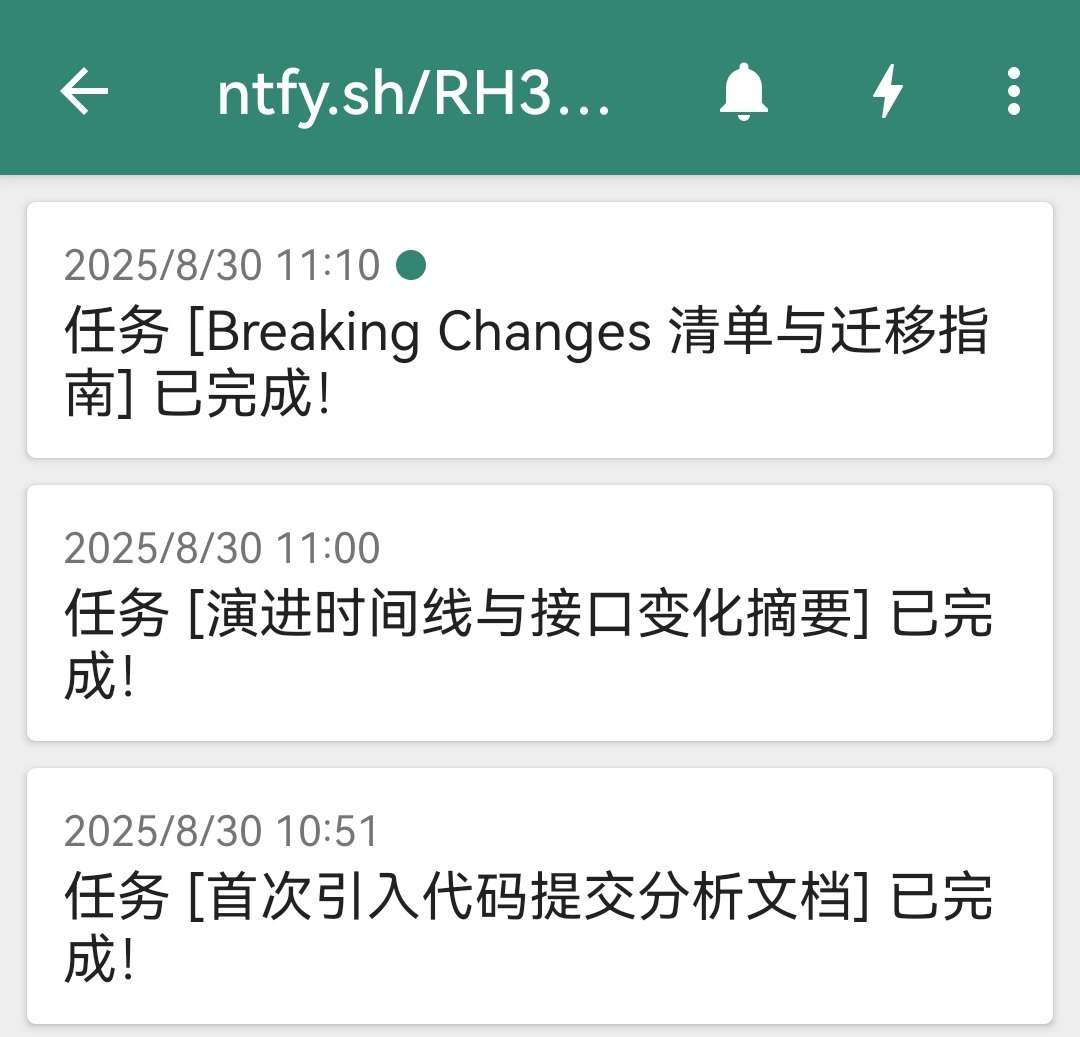 ntfy.sh/RH3...
2025/8/30 11:10
任务 [Breaking Changes 清单与迁移指
南] 已完成！
2025/8/30 11:00
任务 [演进时间线与接口变化摘要] 已完
成！
2025/8/30 10:51
任务 [首次引入代码提交分析文档] 已完
成！